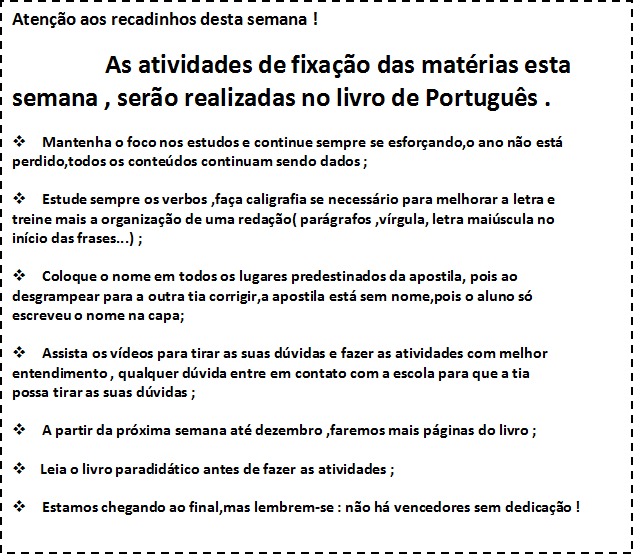 Atenção aos recadinhos desta semana !
As atividades de fixação das matérias esta
semana , serão realizadas no livro de Português .
❖ Mantenha o foco nos estudos e continue sempre se esforçando,o ano não está
perdido,todos os conteúdos continuam sendo dados ;
❖ Estude sempre os verbos ,faça caligrafia se necessário para melhorar a letra e
treine mais a organização de uma redação( parágrafos ,vírgula, letra maiúscula no
início das frases...) ;
❖ Coloque o nome em todos os lugares predestinados da apostila, pois ao
desgrampear para a outra tia corrigir,a apostila está sem nome,pois o aluno só
escreveu o nome na capa;
❖ Assista os vídeos para tirar as suas dúvidas e fazer as atividades com melhor
entendimento , qualquer dúvida entre em contato com a escola para que a tia
possa tirar as suas dúvidas ;
❖ A partir da próxima semana até dezembro ,faremos mais páginas do livro ;
❖ Leia o livro paradidático antes de fazer as atividades ;
❖ Estamos chegando ao final,mas lembrem-se : não há vencedores sem dedicação !